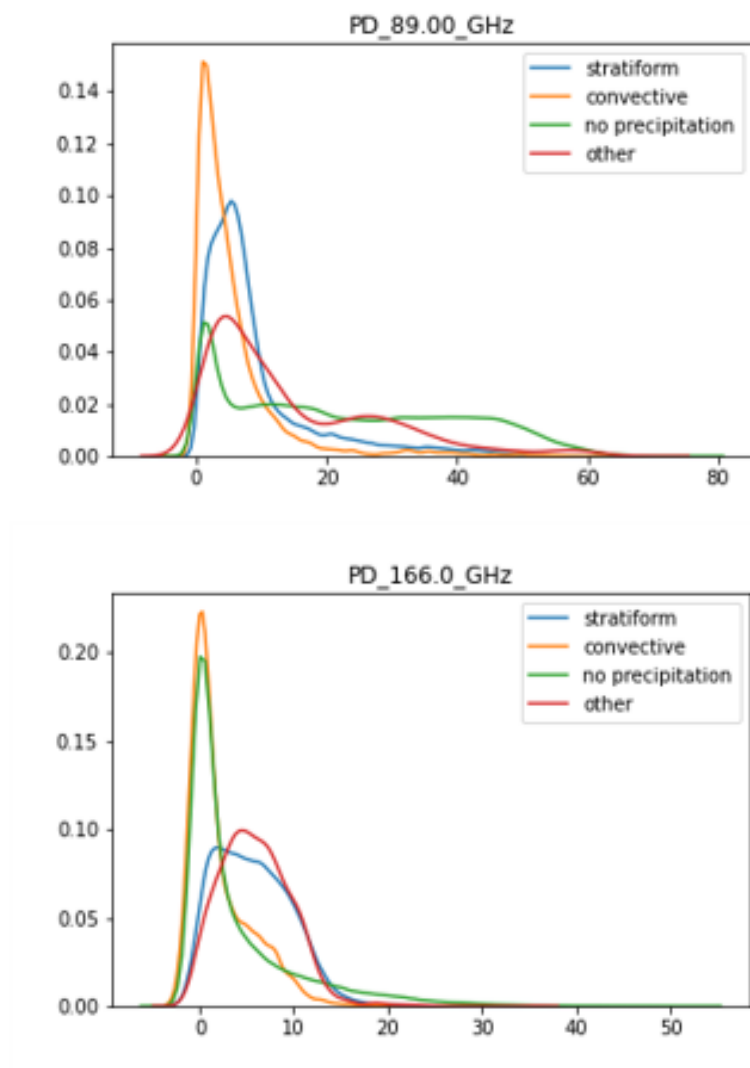 PD_89.00_GHz
stratiform
convective
no precipitation
other
0.14
0.12
0.10
0.08
0.06
0.04
0.02
0.00
0 20 40 60 80
PD_166.0_GHz
stratiform
convective
no precipitation
other
0.20
0.15
0.10
0.05
0.00
0 10 20 30 40 50